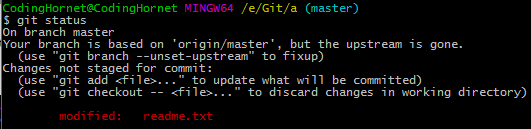 CodingHornet@CodingHornet MINGW64 /e/Git/a (master)
$ git status
On branch master
Your branch is based on 'origin/master', but the upstream is gone.
  (use "git branch --unset-upstream" to fixup)
Changes not staged for commit:
  (use "git add <file>..." to update what will be committed)
  (use "git checkout -- <file>..." to discard changes in working directory)

        modified:   readme.txt